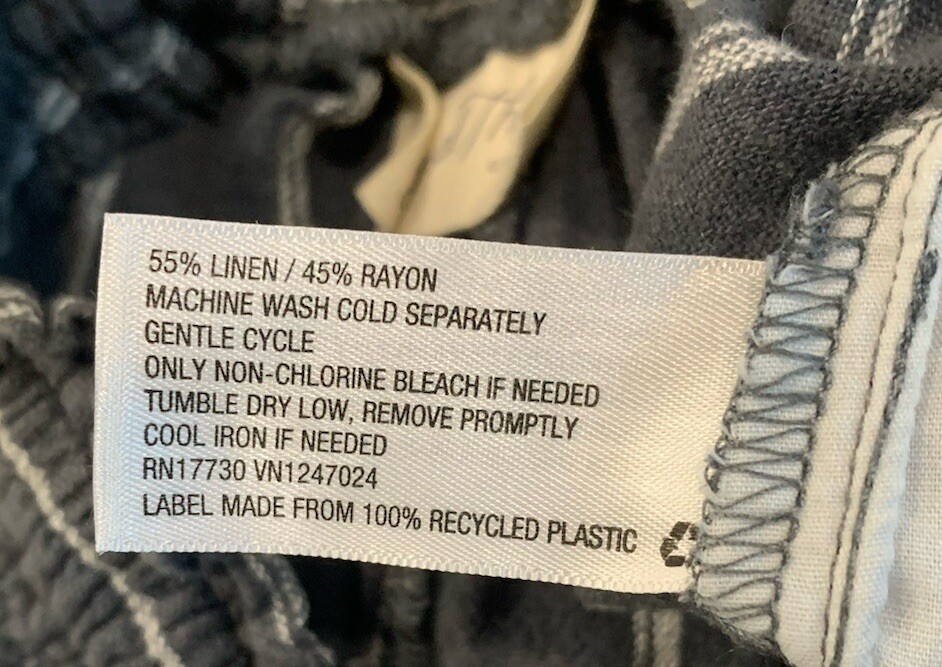 55% LINEN / 45% RAYON
MACHINE WASH COLD SEPARATELY
GENTLE CYCLE
ONLY NON-CHLORINE BLEACH IF NEEDED
TUMBLE DRY LOW, REMOVE PROMPTLY
COOL IRON IF NEEDED
RN17730 VN1247024
LABEL MADE FROM 100% RECYCLED PLASTIC